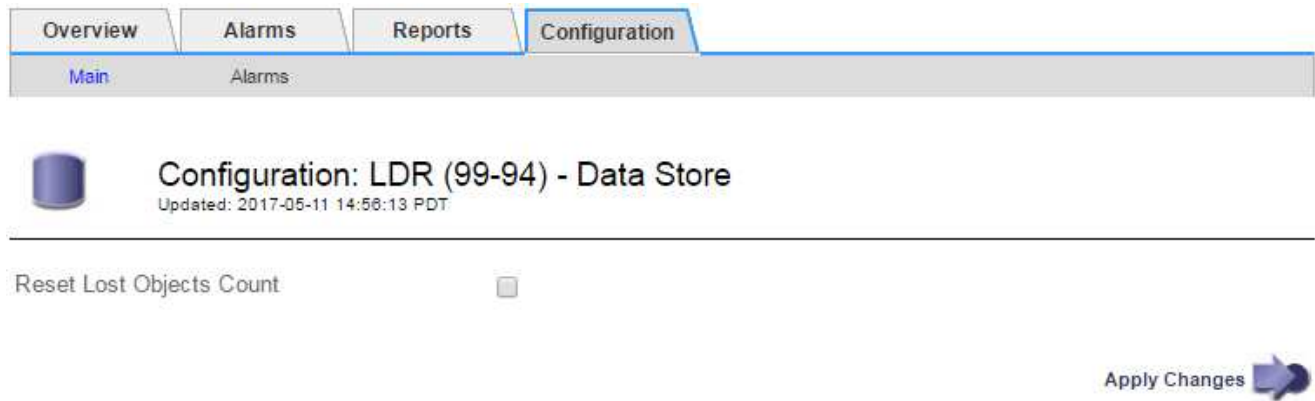 Overview Alarms Reports Configuration
Main Alarms
Configuration: LDR (99-94) - Data Store
Updated: 2017-05-11 14:56:13 PDT
Reset Lost Objects Count
Apply Changes